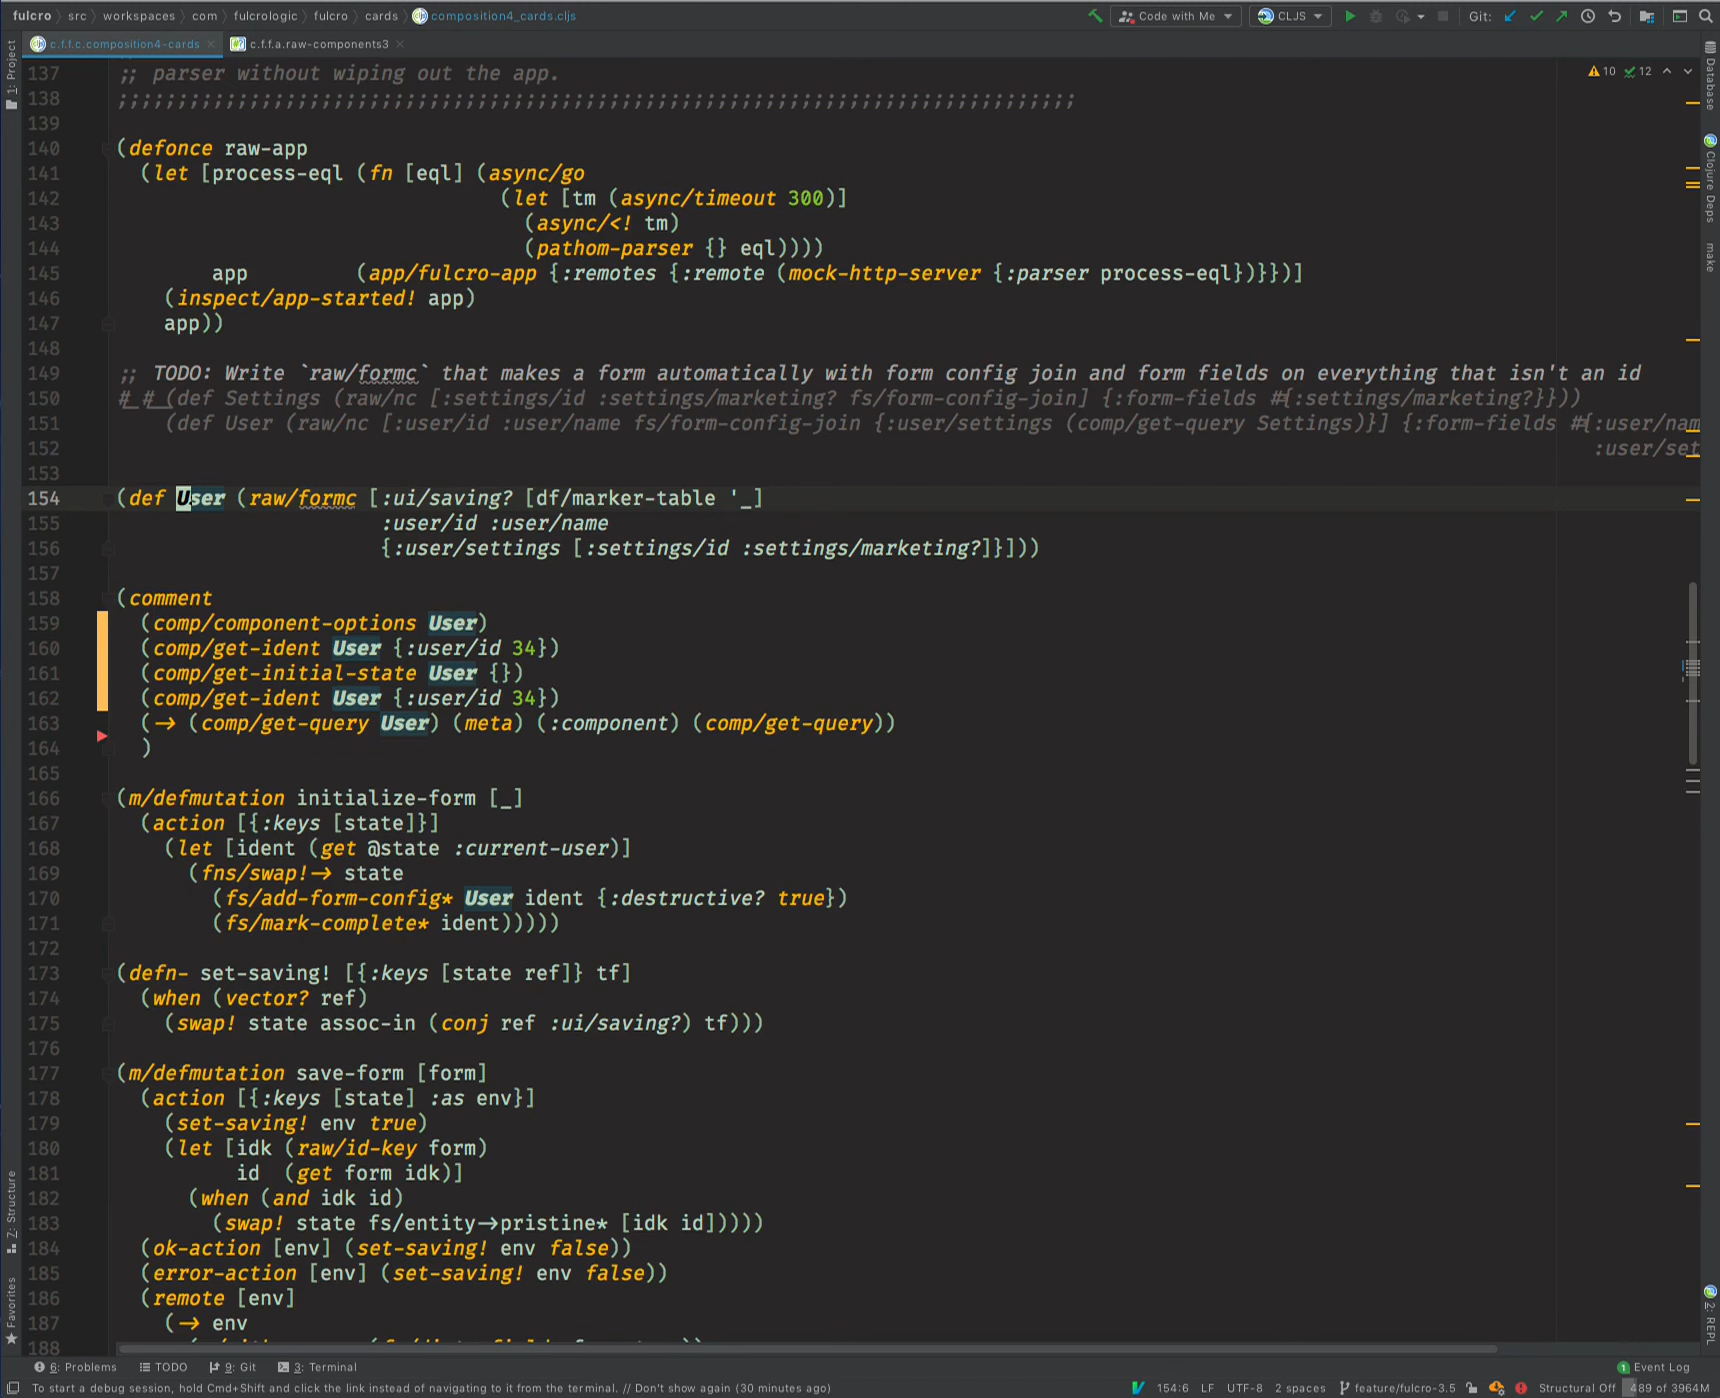 fulcro 〉 src 〉 workspaces 〉 com 〉 fulcrologic 〉 fulcro 〉 cards 〉 composition4_cards.cljs
Code with Me
CLJS
Git:
c.f.f.c.composition4-cards ×
c.f.f.a.raw-components3 ×
1: Project
Z: Structure
Favorites
Database
Clojure Deps
make
2: REPL
10 12
137 ;; parser without wiping out the app.
138 ;;;;;;;;;;;;;;;;;;;;;;;;;;;;;;;;;;;;;;;;;;;;;;;;;;;;;;;;;;;;;;;;;;;;;;;;;;;;;;;;
139
140 (defonce raw-app
141   (let [process-eql (fn [eql] (async/go
142                                 (let [tm (async/timeout 300)]
143                                   (async/<! tm)
144                                   (pathom-parser {} eql))))
145         app         (app/fulcro-app {:remotes {:remote (mock-http-server {:parser process-eql})}})]
146     (inspect/app-started! app)
147     app))
148
149 ;; TODO: Write `raw/formc` that makes a form automatically with form config join and form fields on everything that isn't an id
150 #_#_(def Settings (raw/nc [:settings/id :settings/marketing? fs/form-config-join] {:form-fields #{:settings/marketing?}}))
151     (def User (raw/nc [:user/id :user/name fs/form-config-join {:user/settings (comp/get-query Settings)}] {:form-fields #{:user/nam
152 :user/set
153
154 (def User (raw/formc [:ui/saving? [df/marker-table '_]
155                       :user/id :user/name
156                       {:user/settings [:settings/id :settings/marketing?]}]))
157
158 (comment
159   (comp/component-options User)
160   (comp/get-ident User {:user/id 34})
161   (comp/get-initial-state User {})
162   (comp/get-ident User {:user/id 34})
163   (→ (comp/get-query User) (meta) (:component) (comp/get-query))
164   )
165
166 (m/defmutation initialize-form [_]
167   (action [{:keys [state]}]
168     (let [ident (get @state :current-user)]
169       (fns/swap!→ state
170         (fs/add-form-config* User ident {:destructive? true})
171         (fs/mark-complete* ident)))))
172
173 (defn- set-saving! [{:keys [state ref]} tf]
174   (when (vector? ref)
175     (swap! state assoc-in (conj ref :ui/saving?) tf)))
176
177 (m/defmutation save-form [form]
178   (action [{:keys [state] :as env}]
179     (set-saving! env true)
180     (let [idk (raw/id-key form)
181           id  (get form idk)]
182       (when (and idk id)
183         (swap! state fs/entity→pristine* [idk id]))))
184   (ok-action [env] (set-saving! env false))
185   (error-action [env] (set-saving! env false))
186   (remote [env]
187     (→ env
188
6: Problems TODO 9: Git 3: Terminal
1 Event Log
To start a debug session, hold Cmd+Shift and click the link instead of navigating to it from the terminal. // Don't show again (30 minutes ago)
154:6 LF UTF-8 2 spaces feature/fulcro-3.5 Structural Off 489 of 3964M